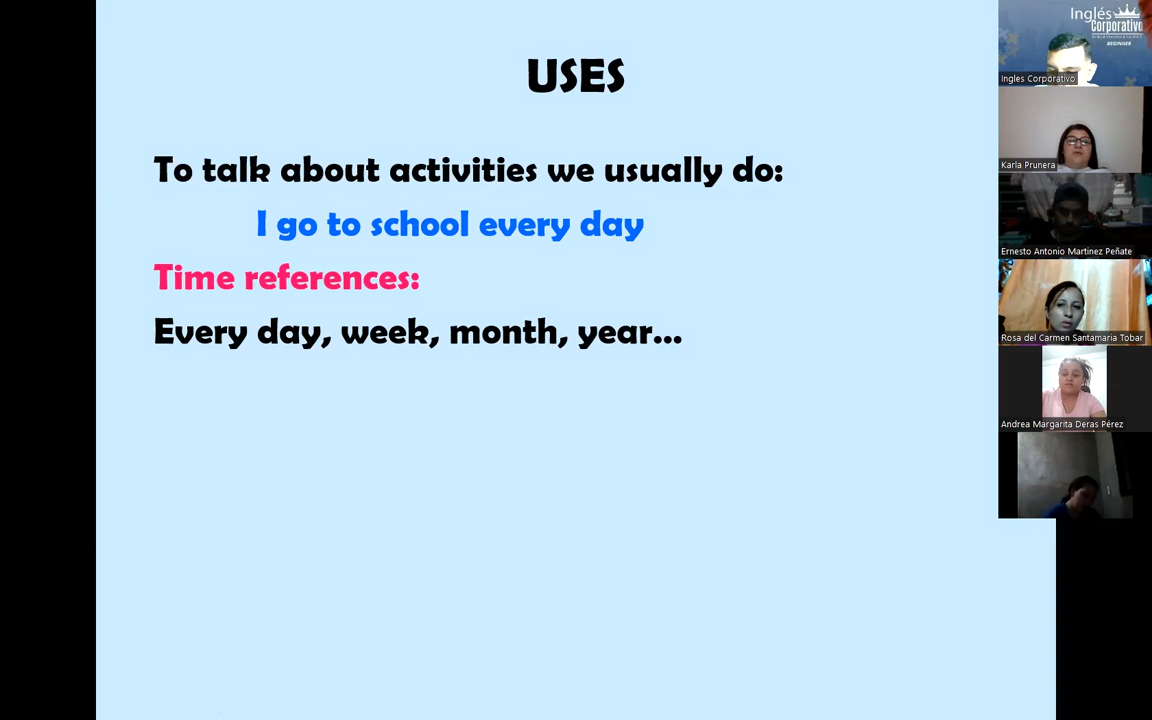 USES
To talk about activities we usually do:
I go to school every day
Time references:
Every day, week, month, year...
Inglés
Corporativo
BEGINNER
Ingles Corporativo
Karla Prunera
Ernesto Antonio Martinez Peñate
Rosa del Carmen Santamaria Tobar
Andrea Margarita Deras Pérez